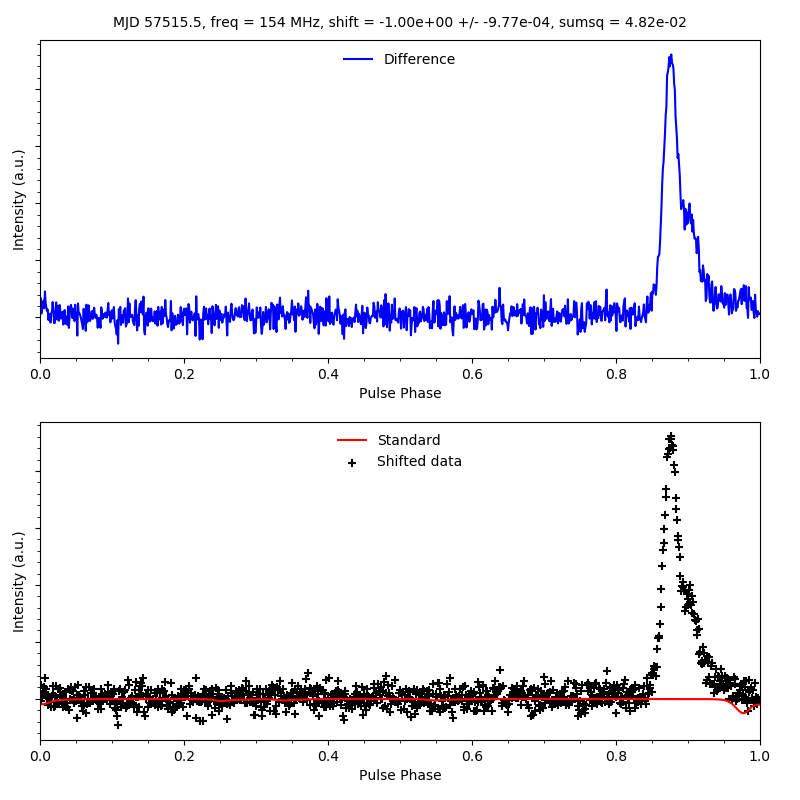 MJD 57515.5, freq = 154 MHz, shift = -1.00e+00 +/- -9.77e-04, sumsq = 4.82e-02
Difference
Intensity (a.u.)
0.0 0.2 0.4 0.6 0.8 1.0
Pulse Phase
Standard
Shifted data
Intensity (a.u.)
0.0 0.2 0.4 0.6 0.8 1.0
Pulse Phase